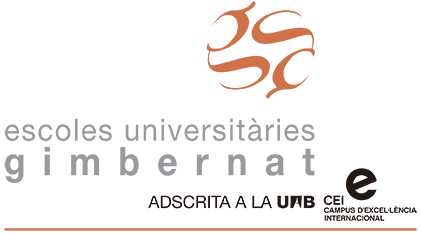 escoles universitàries
gimbernat
ADSCRITA A LA UAB
CEI
CAMPUS D'EXCEL·LÈNCIA
INTERNACIONAL